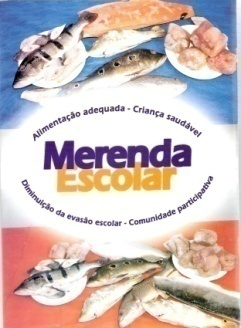 Alimentação adequada - Criança saudável
Merenda
Escolar
Diminuição da evasão escolar - Comunidade participativa